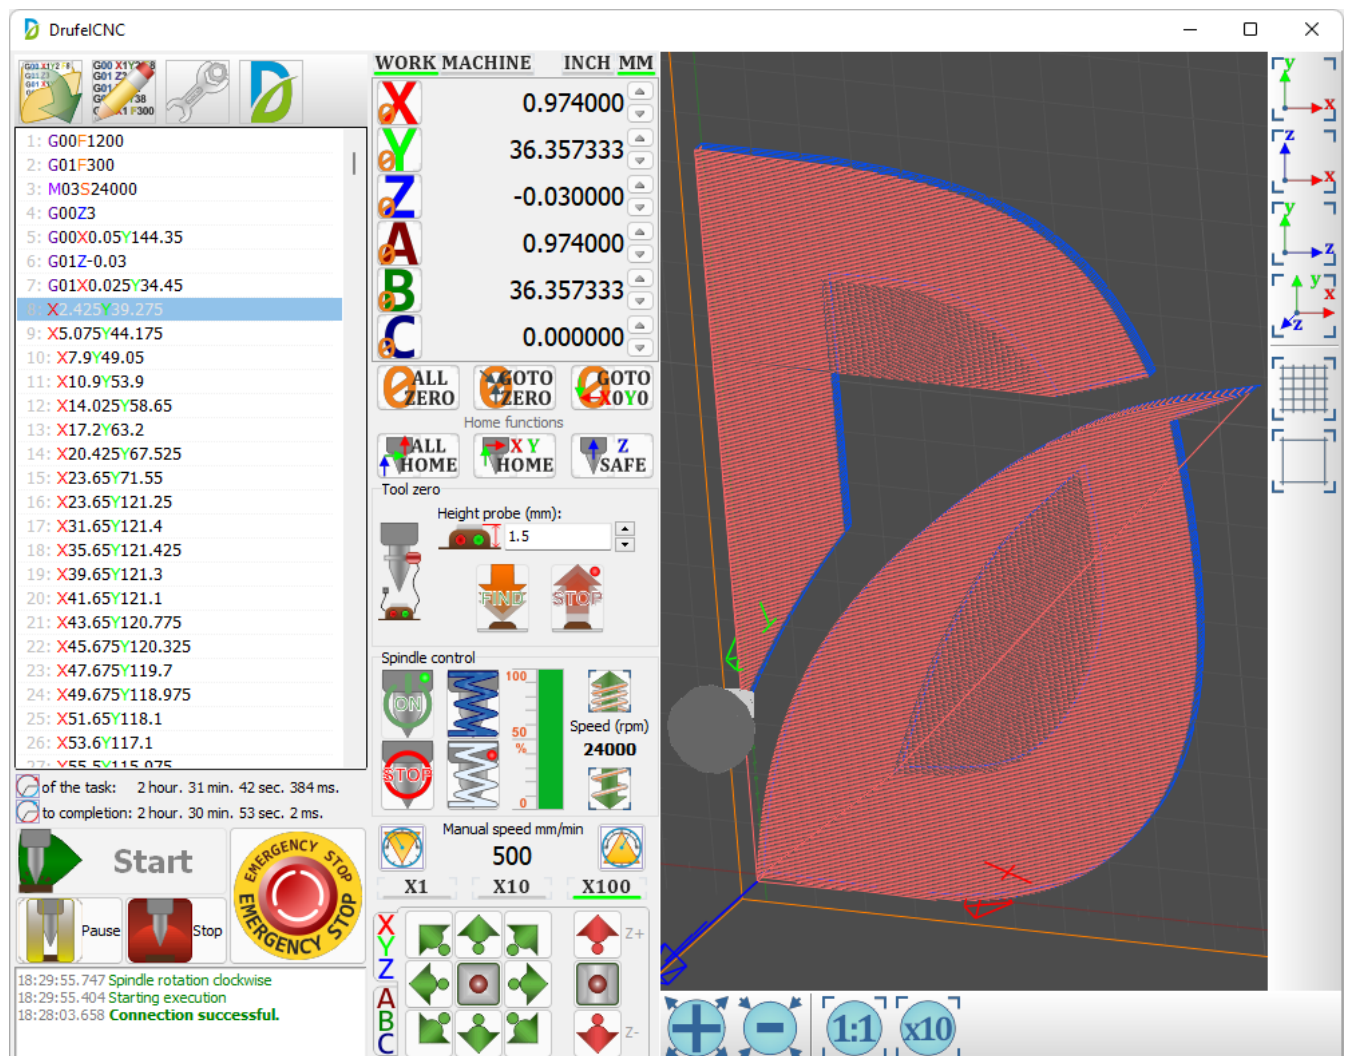 DrufelCNC
WORK MACHINE INCH MM
X 0.974000
Y 36.357333
Z -0.030000
A 0.974000
B 36.357333
C 0.000000
1: G00F1200
2: G01F300
3: M03S24000
4: G00Z3
5: G00X0.05Y144.35
6: G01Z-0.03
7: G01X0.025Y34.45
8: X2.425Y39.275
9: X5.075Y44.175
10: X7.9Y49.05
11: X10.9Y53.9
12: X14.025Y58.65
13: X17.2Y63.2
14: X20.425Y67.525
15: X23.65Y71.55
16: X23.65Y121.25
17: X31.65Y121.4
18: X35.65Y121.425
19: X39.65Y121.3
20: X41.65Y121.1
21: X43.65Y120.775
22: X45.675Y120.325
23: X47.675Y119.7
24: X49.675Y118.975
25: X51.65Y118.1
26: X53.6Y117.1
27: X55.5Y115.975
of the task: 2 hour. 31 min. 42 sec. 384 ms.
to completion: 2 hour. 30 min. 53 sec. 2 ms.
Start
EMERGENCY STOP
EMERGENCY STOP
Pause
Stop
18:29:55.747 Spindle rotation clockwise
18:29:55.404 Starting execution
18:28:03.658 Connection successful.
ALL ZERO
GOTO ZERO
GOTO X0Y0
Home functions
ALL HOME
X Y HOME
Z SAFE
Tool zero
Height probe (mm):
1.5
FIND
STOP
Spindle control
ON
STOP
100
50
%
0
Speed (rpm)
24000
Manual speed mm/min
500
X1 X10 X100
X
Y
Z
A
B
C
Z+
Z-
y
x
z
x
y
z
y
x
z
1:1
x10